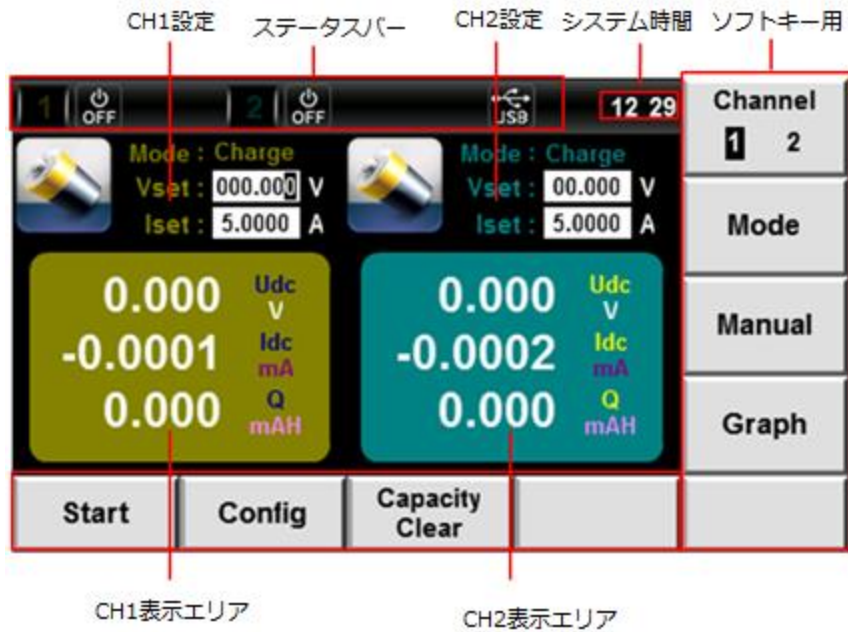 CH1設定 ステータスバー CH2設定 システム時間 ソフトキー用
1 OFF 2 OFF USB 12 29
Channel
1 2
Mode : Charge
Vset : 000.000 V
Iset : 5.0000 A
Mode : Charge
Vset : 00.000 V
Iset : 5.0000 A
Mode
0.000 Udc V
-0.0001 Idc mA
0.000 Q mAH
0.000 Udc V
-0.0002 Idc mA
0.000 Q mAH
Manual
Graph
Start Config Capacity Clear
CH1表示エリア CH2表示エリア